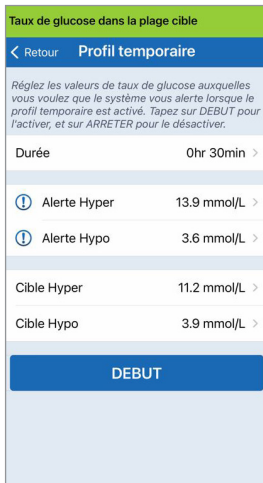 Taux de glucose dans la plage cible
Retour Profil temporaire
Réglez les valeurs de taux de glucose auxquelles
vous voulez que le système vous alerte lorsque le
profil temporaire est activé. Tapez sur DEBUT pour
l'activer, et sur ARRETER pour le désactiver.
Durée 0hr 30min
Alerte Hyper 13.9 mmol/L
Alerte Hypo 3.6 mmol/L
Cible Hyper 11.2 mmol/L
Cible Hypo 3.9 mmol/L
DEBUT